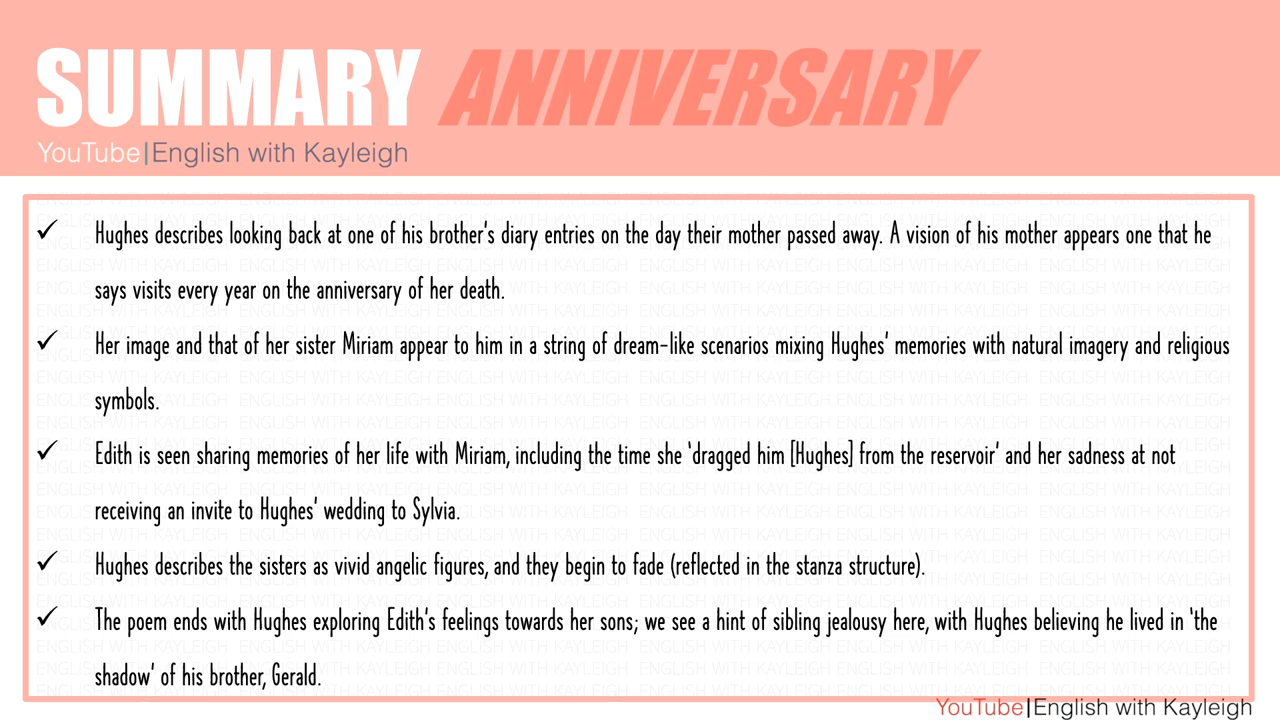 SUMMARY ANNIVERSARY
YouTube|English with Kayleigh
✓ Hughes describes looking back at one of his brother's diary entries on the day their mother passed away. A vision of his mother appears one that he
says visits every year on the anniversary of her death.
✓ Her image and that of her sister Miriam appear to him in a string of dream-like scenarios mixing Hughes' memories with natural imagery and religious
symbols.
✓ Edith is seen sharing memories of her life with Miriam, including the time she 'dragged him [Hughes] from the reservoir' and her sadness at not
receiving an invite to Hughes' wedding to Sylvia.
✓ Hughes describes the sisters as vivid angelic figures, and they begin to fade (reflected in the stanza structure).
✓ The poem ends with Hughes exploring Edith's feelings towards her sons; we see a hint of sibling jealousy here, with Hughes believing he lived in 'the
shadow' of his brother, Gerald.
YouTube|English with Kayleigh